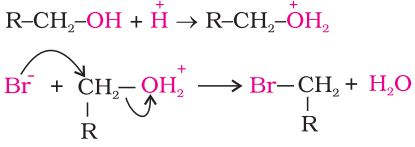 R–CH₂–OH + H⁺ → R–CH₂–OH₂⁺
Br⁻ + CH₂–OH₂⁺ ⟶ Br–CH₂ + H₂O
R R